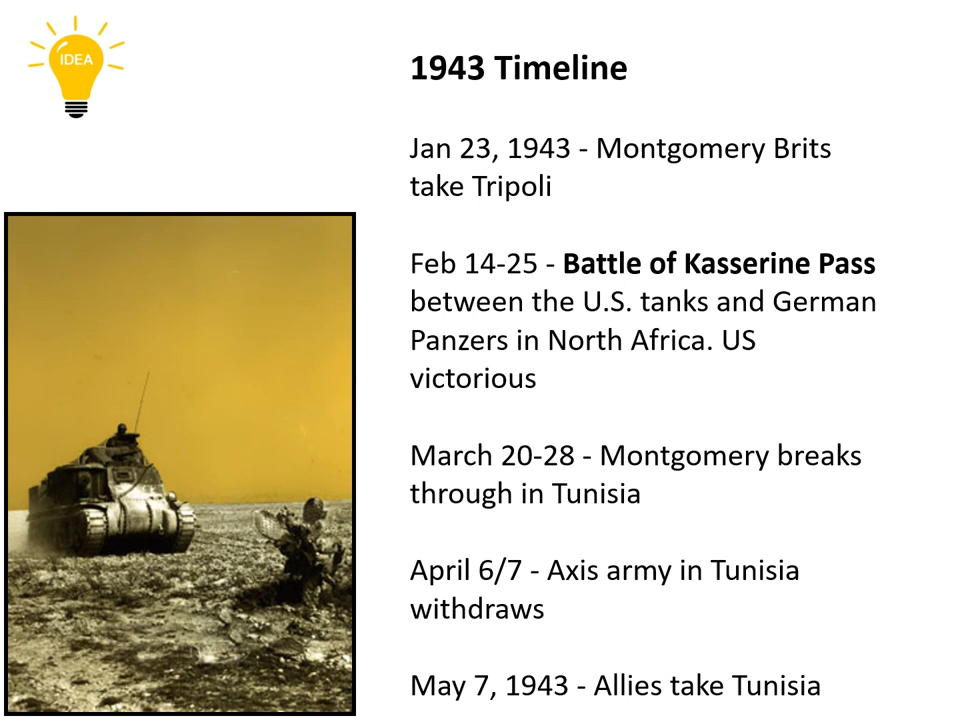 IDEA
1943 Timeline
Jan 23, 1943 - Montgomery Brits
take Tripoli
Feb 14-25 - Battle of Kasserine Pass
between the U.S. tanks and German
Panzers in North Africa. US
victorious
March 20-28 - Montgomery breaks
through in Tunisia
April 6/7 - Axis army in Tunisia
withdraws
May 7, 1943 - Allies take Tunisia